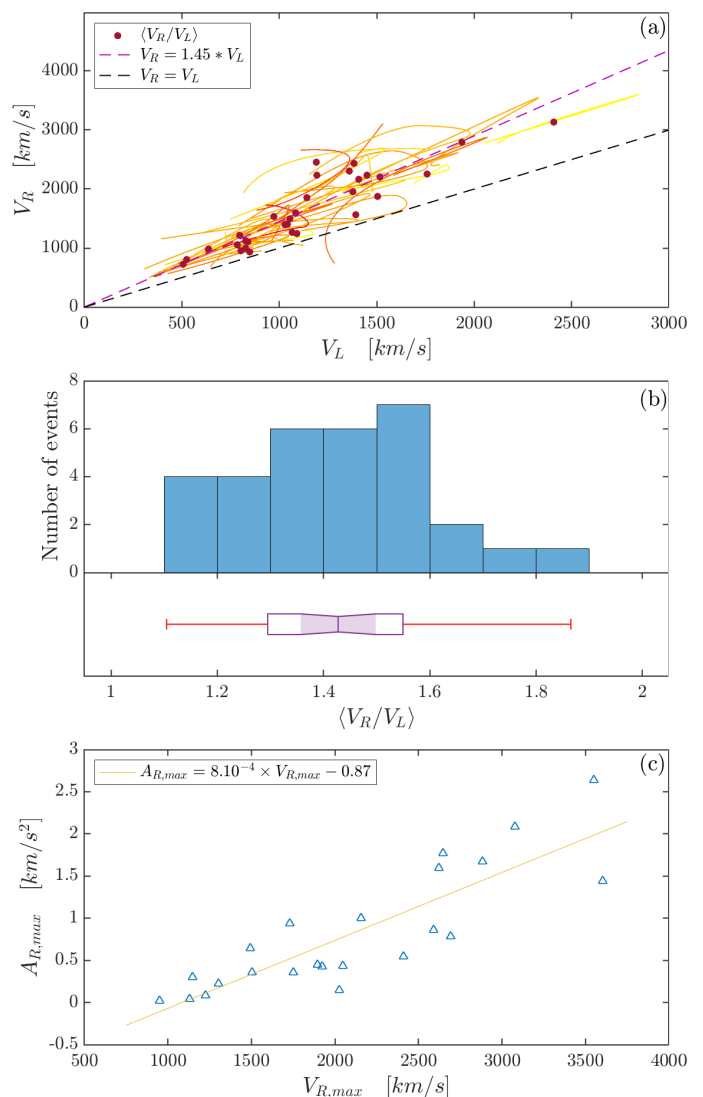 (a)
⟨V_R/V_L⟩
V_R = 1.45 * V_L
V_R = V_L
4000
3000
2000
1000
0
V_R [km/s]
0 500 1000 1500 2000 2500 3000
V_L [km/s]
(b)
8
6
4
2
0
Number of events
1 1.2 1.4 1.6 1.8 2
⟨V_R/V_L⟩
(c)
A_{R,max} = 8.10^{-4} × V_{R,max} − 0.87
3
2.5
2
1.5
1
0.5
0
-0.5
A_{R,max} [km/s^2]
500 1000 1500 2000 2500 3000 3500 4000
V_{R,max} [km/s]